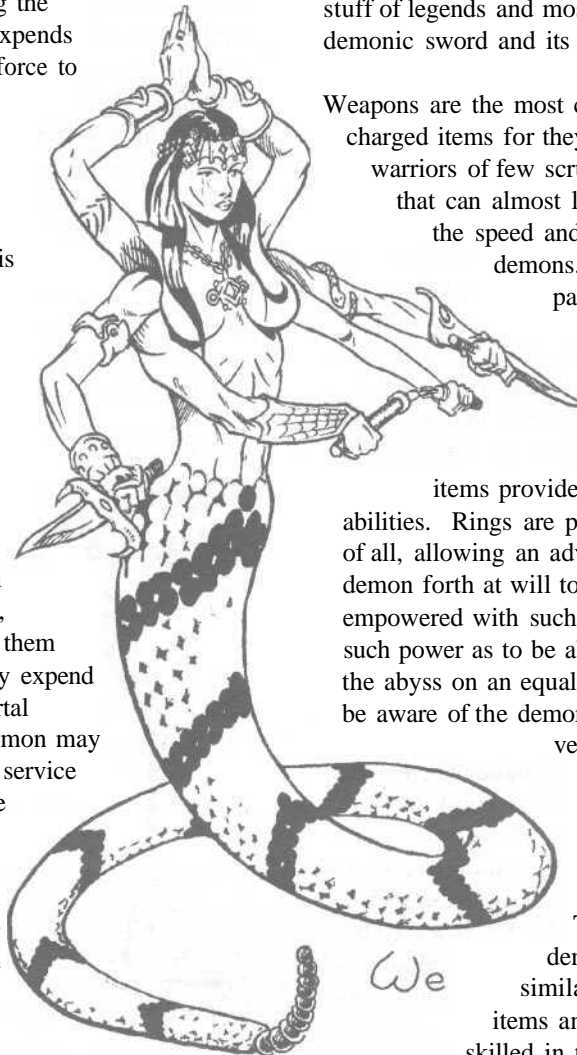 g the
expends
force to
is
,
them
y expend
rtal
mon may
service
e
stuff of legends and mo
demonic sword and its
Weapons are the most c
charged items for they
warriors of few scr
that can almost l
the speed and
demons.
pa
items provide
abilities. Rings are p
of all, allowing an adv
demon forth at will to
empowered with such
such power as to be a
the abyss on an equal
be aware of the demon
ve
T
den
simila
items an
skilled in t
We